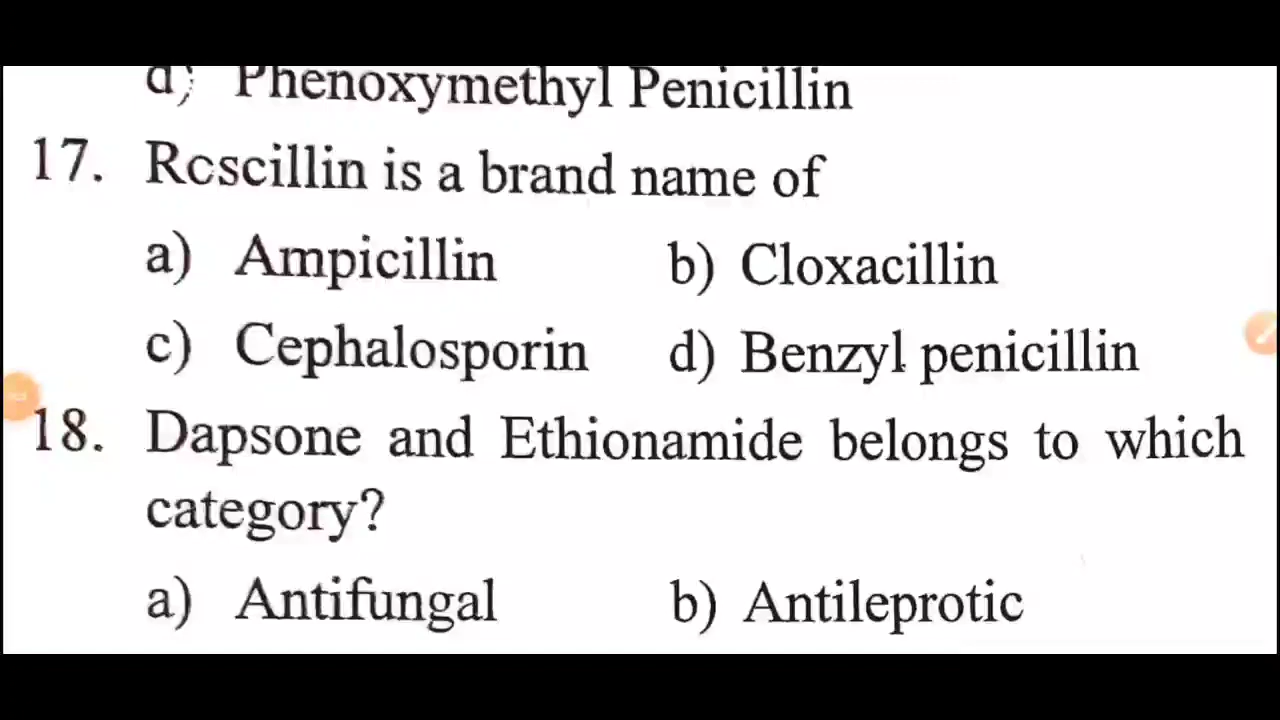 d) Phenoxymethyl Penicillin
17. Roscillin is a brand name of
a) Ampicillin b) Cloxacillin
c) Cephalosporin d) Benzyl penicillin
18. Dapsone and Ethionamide belongs to which
category?
a) Antifungal b) Antileprotic